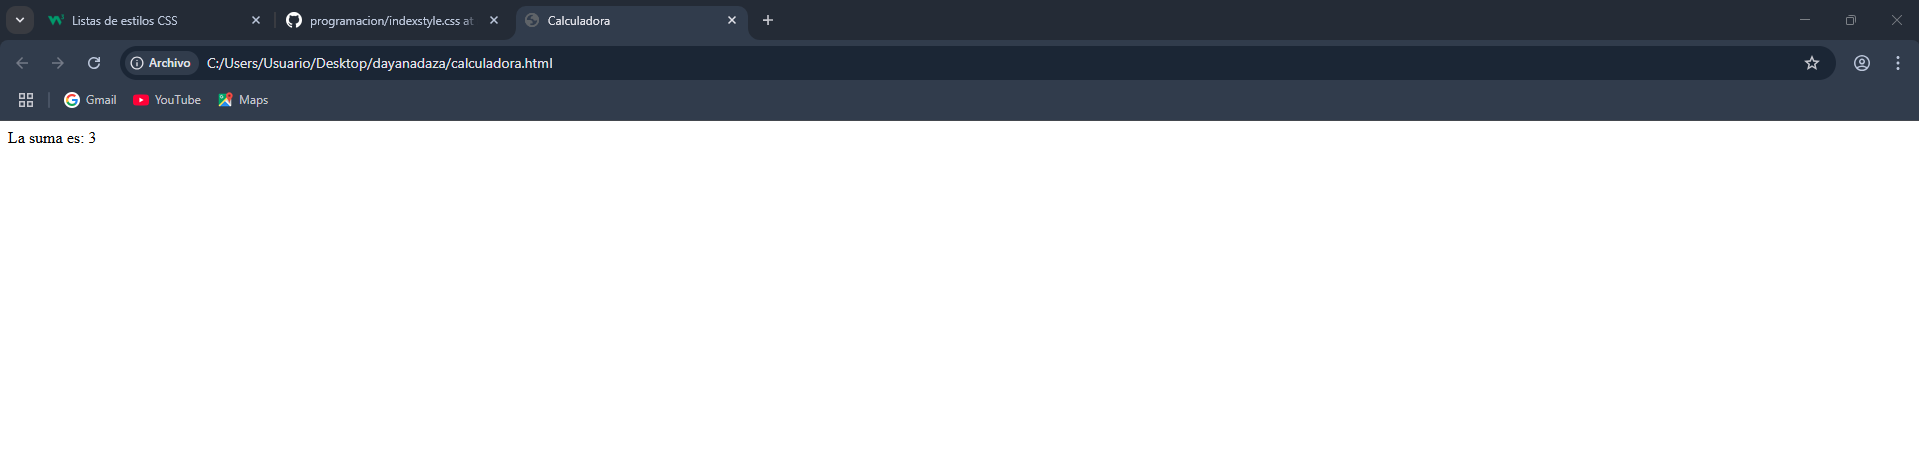 Listas de estilos CSS
programacion/indexstyle.css at
Calculadora
Archivo C:/Users/Usuario/Desktop/dayanadaza/calculadora.html
Gmail YouTube Maps
La suma es: 3